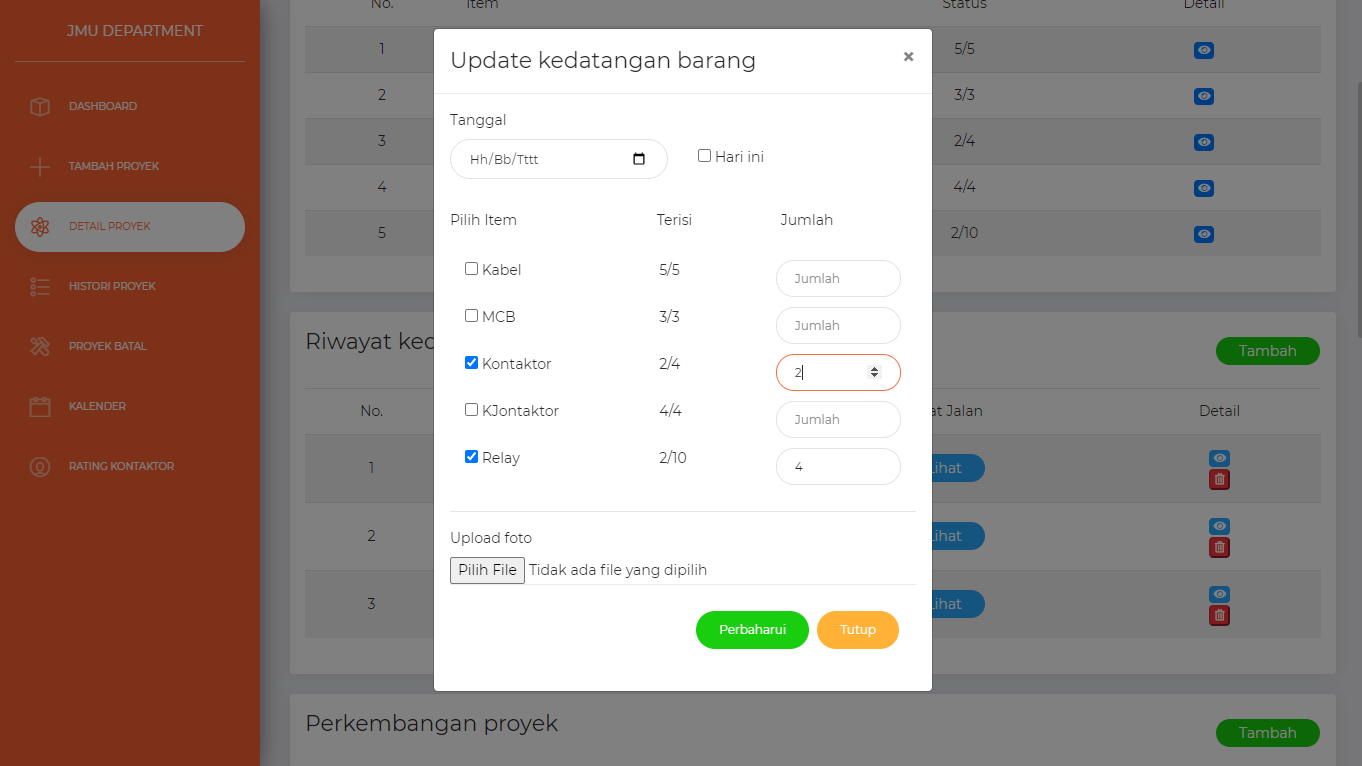 JMU DEPARTMENT
DASHBOARD
TAMBAH PROYEK
DETAIL PROYEK
HISTORI PROYEK
PROYEK BATAL
KALENDER
RATING KONTAKTOR
No. Item Status Detail
1 5/5
2 3/3
3 2/4
4 4/4
5 2/10
Riwayat ked
Tambah
No. at Jalan Detail
1 Lihat
2 Lihat
3 Lihat
Perkembangan proyek
Tambah
Update kedatangan barang ×
Tanggal
Hh/Bb/Tttt Hari ini
Pilih Item Terisi Jumlah
Kabel 5/5 Jumlah
MCB 3/3 Jumlah
Kontaktor 2/4 2
KJontaktor 4/4 Jumlah
Relay 2/10 4
Upload foto
Pilih File Tidak ada file yang dipilih
Perbaharui Tutup